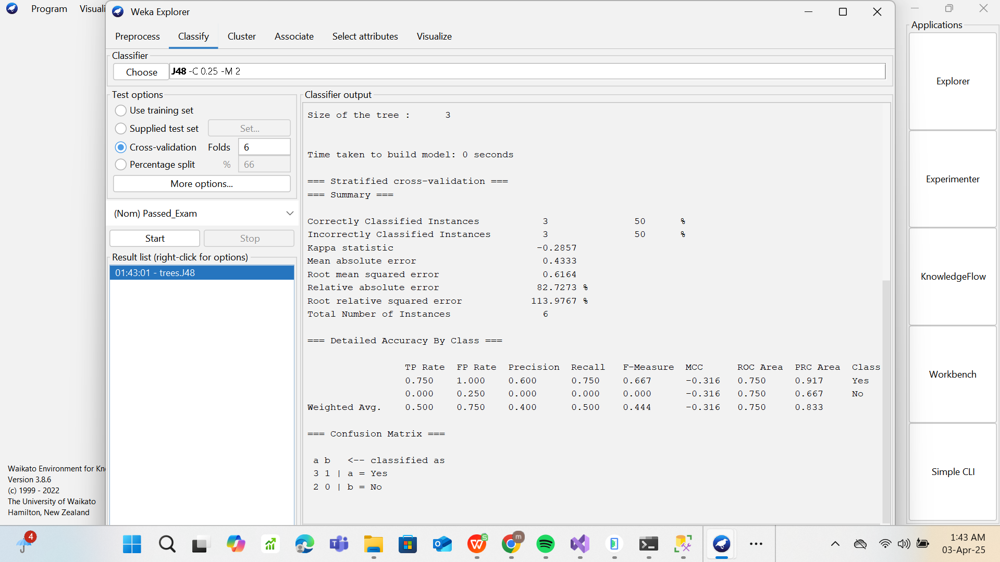 Program Visuali
Weka Explorer
Preprocess Classify Cluster Associate Select attributes Visualize
Classifier
Choose J48 -C 0.25 -M 2
Test options
Use training set
Supplied test set Set...
Cross-validation Folds 6
Percentage split % 66
More options...
(Nom) Passed_Exam
Start Stop
Result list (right-click for options)
01:43:01 - trees.J48
Classifier output
Size of the tree : 3
Time taken to build model: 0 seconds
=== Stratified cross-validation ===
=== Summary ===
Correctly Classified Instances 3 50 %
Incorrectly Classified Instances 3 50 %
Kappa statistic -0.2857
Mean absolute error 0.4333
Root mean squared error 0.6164
Relative absolute error 82.7273 %
Root relative squared error 113.9767 %
Total Number of Instances 6
=== Detailed Accuracy By Class ===
TP Rate FP Rate Precision Recall F-Measure MCC ROC Area PRC Area Class
0.750 1.000 0.600 0.750 0.667 -0.316 0.750 0.917 Yes
0.000 0.250 0.000 0.000 0.000 -0.316 0.750 0.667 No
Weighted Avg. 0.500 0.750 0.400 0.500 0.444 -0.316 0.750 0.833
=== Confusion Matrix ===
a b <-- classified as
3 1 | a = Yes
2 0 | b = No
Applications
Explorer
Experimenter
KnowledgeFlow
Workbench
Simple CLI
Waikato Environment for Kn
Version 3.8.6
(c) 1999 - 2022
The University of Waikato
Hamilton, New Zealand
4
1:43 AM
03-Apr-25